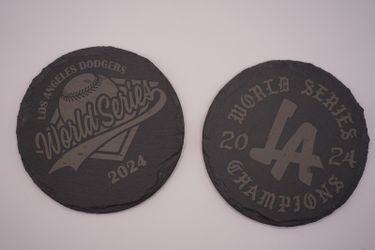 LOS ANGELES DODGERS
World Series
2024
WORLD SERIES
20 LA 24
CHAMPIONS